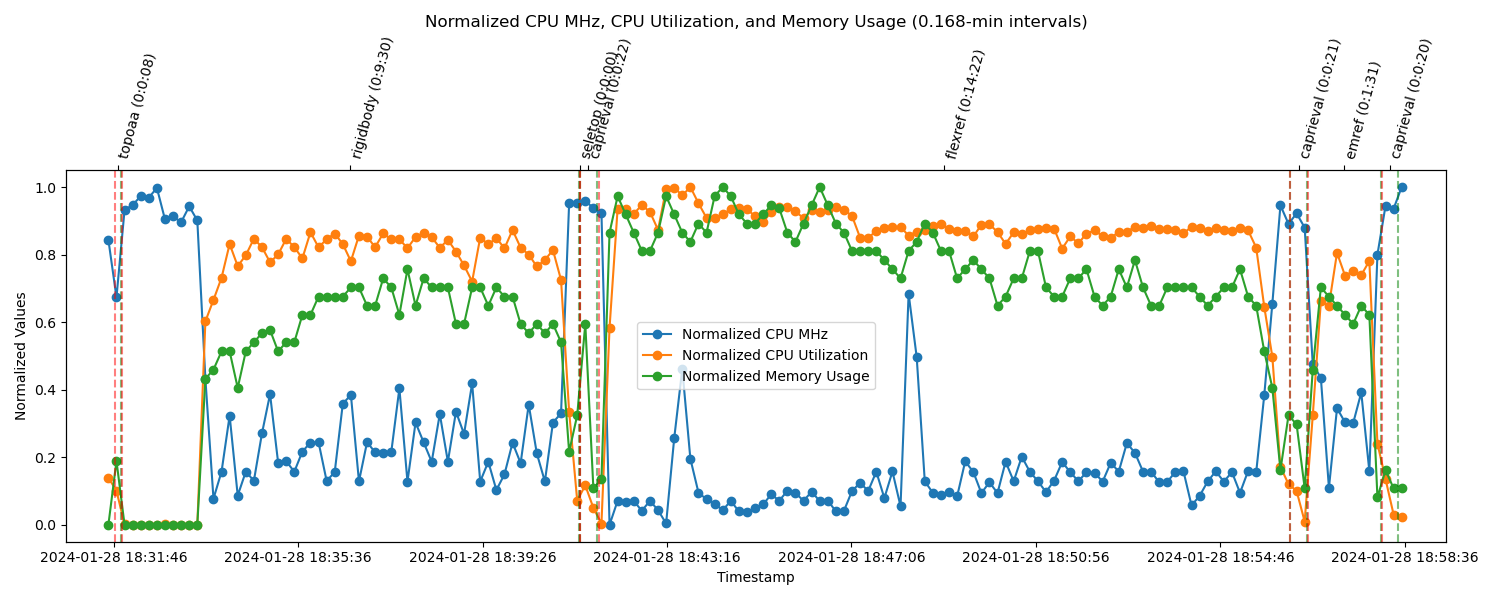 Normalized CPU MHz, CPU Utilization, and Memory Usage (0.168-min intervals)
topoaa (0:0:08)
rigidbody (0:9:30)
seletop (0:0:00)
caprieval (0:0:22)
flexref (0:14:22)
caprieval (0:0:21)
emref (0:1:31)
caprieval (0:0:20)
Normalized Values
1.0
0.8
0.6
0.4
0.2
0.0
Normalized CPU MHz
Normalized CPU Utilization
Normalized Memory Usage
2024-01-28 18:31:46
2024-01-28 18:35:36
2024-01-28 18:39:26
2024-01-28 18:43:16
2024-01-28 18:47:06
2024-01-28 18:50:56
2024-01-28 18:54:46
2024-01-28 18:58:36
Timestamp